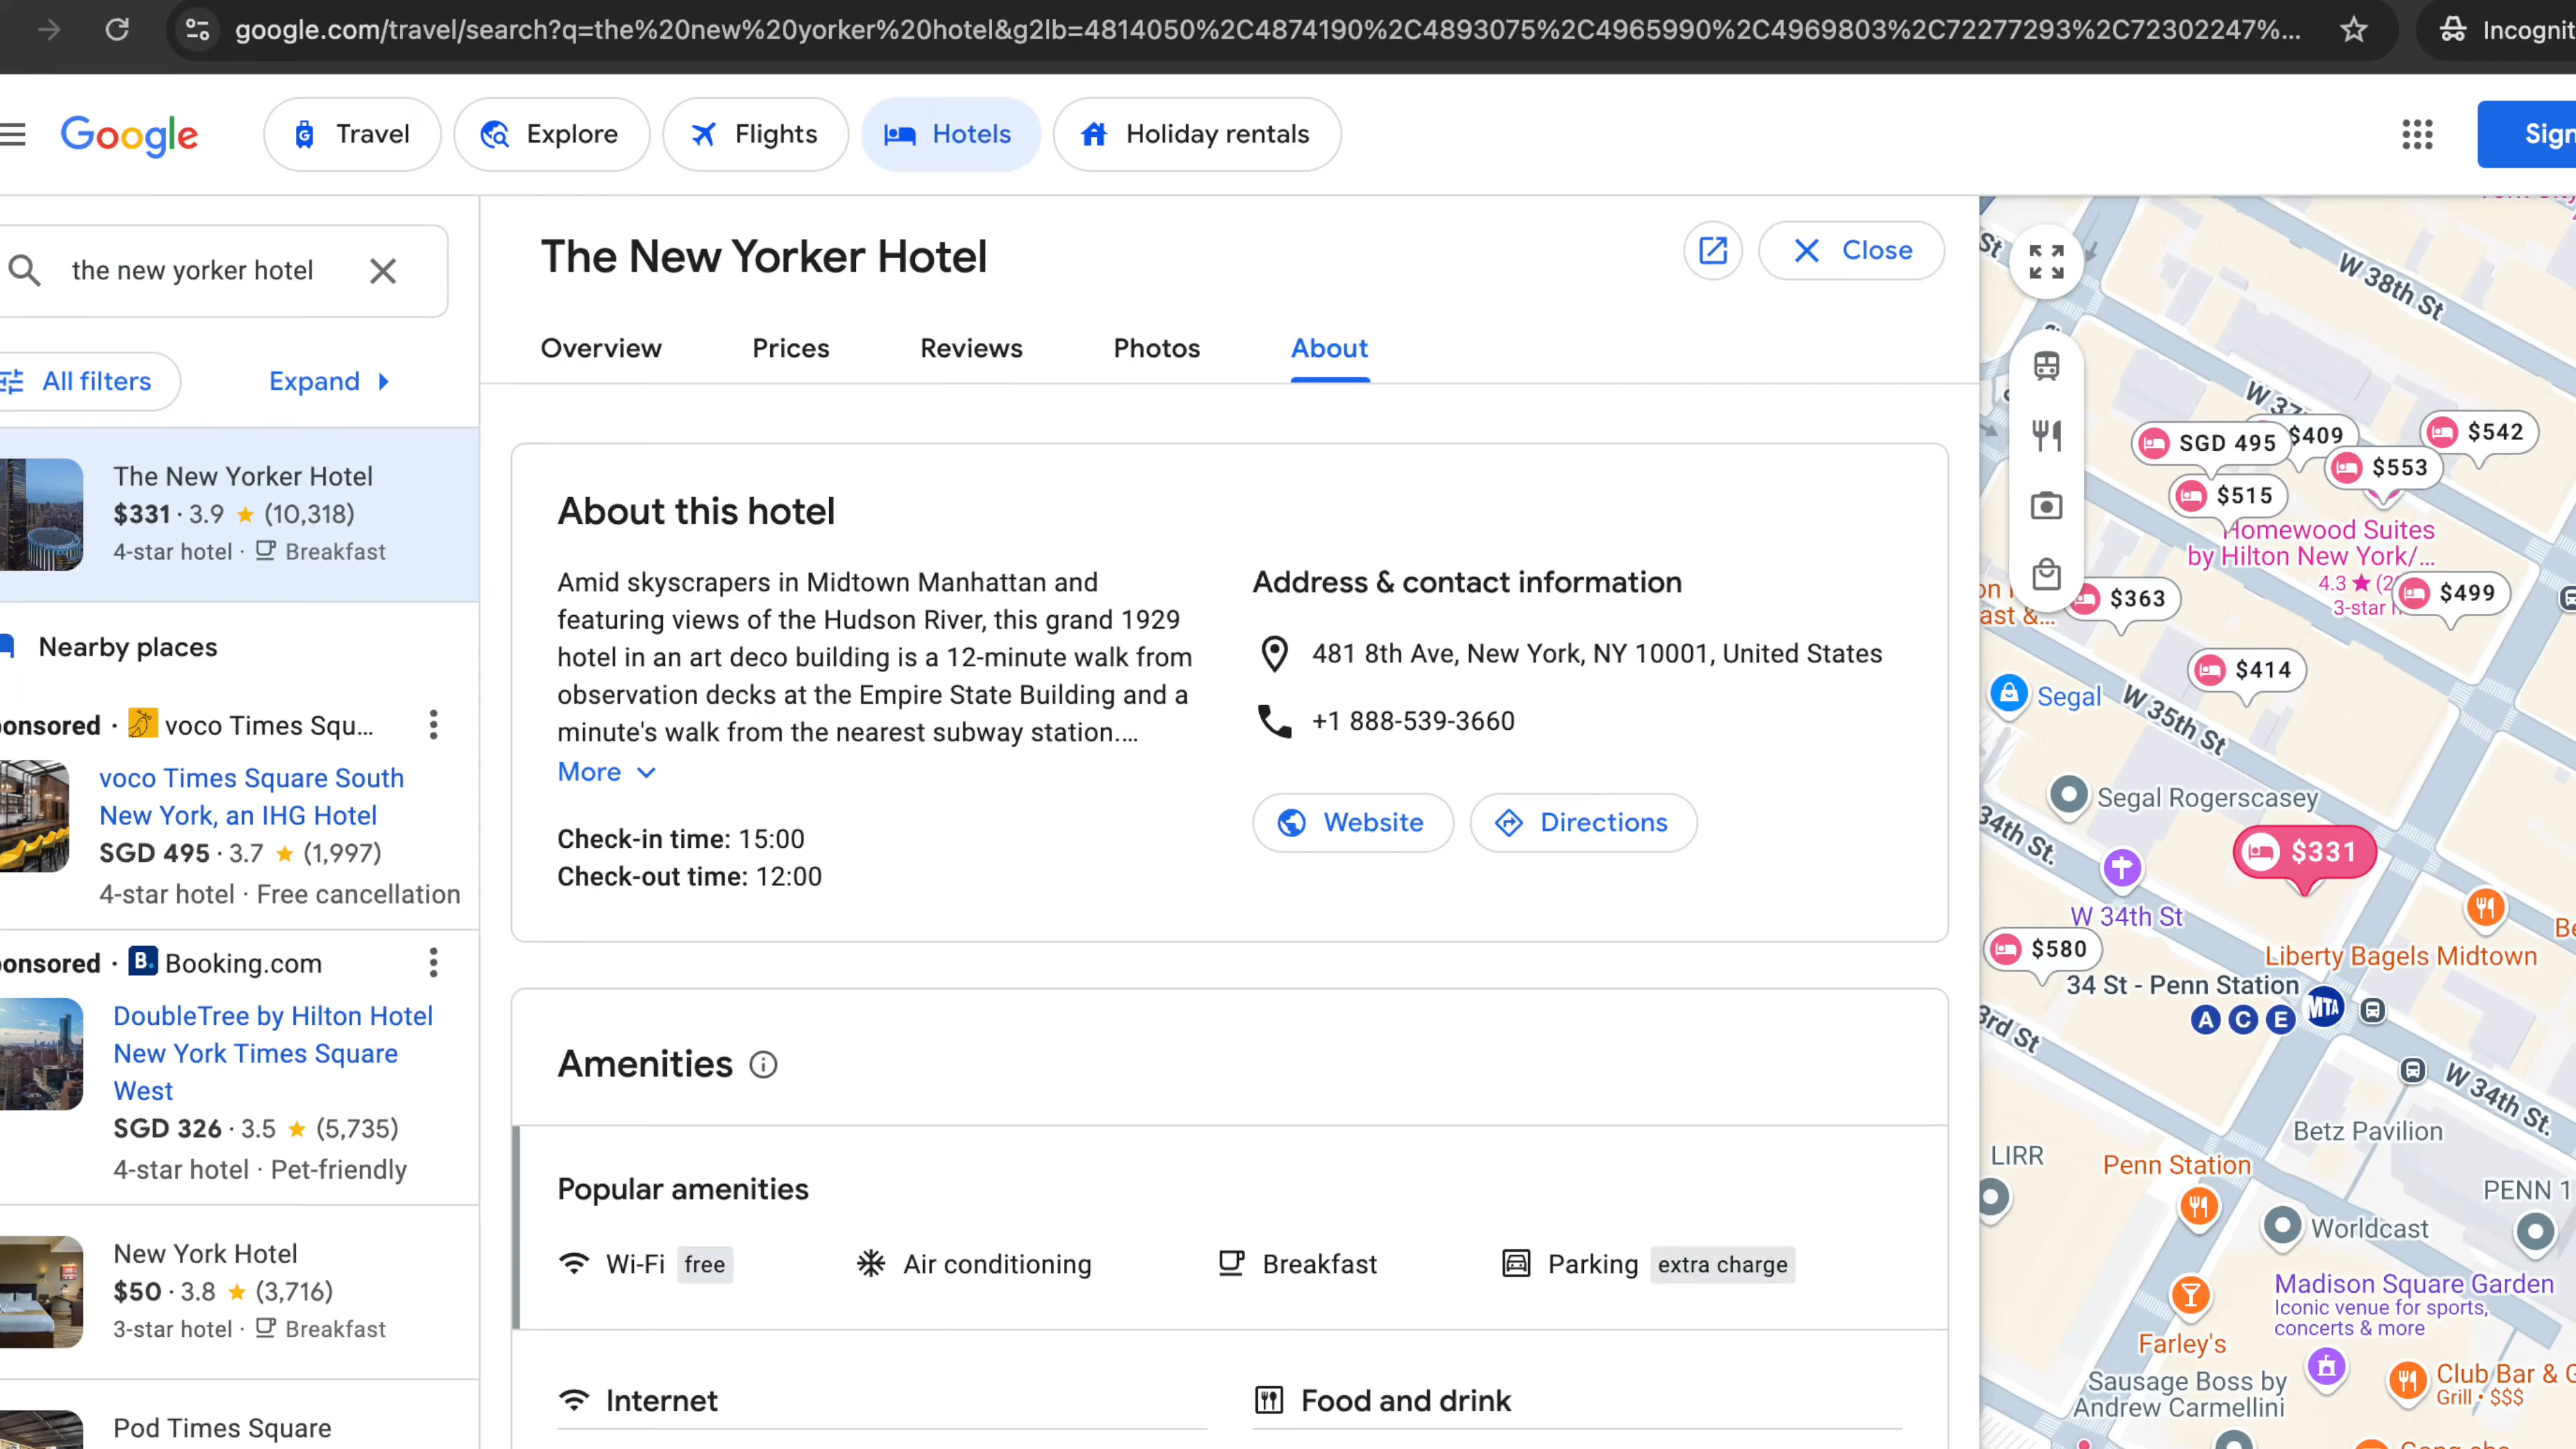 google.com/travel/search?q=the%20new%20yorker%20hotel&g2lb=4814050%2C4874190%2C4893075%2C4965990%2C4969803%2C72277293%2C72302247%...
Google
Travel
Explore
Flights
Hotels
Holiday rentals
the new yorker hotel
All filters
Expand
The New Yorker Hotel
$331 · 3.9 ★ (10,318)
4-star hotel · Breakfast
Nearby places
voco Times Squ...
voco Times Square South
New York, an IHG Hotel
SGD 495 · 3.7 ★ (1,997)
4-star hotel · Free cancellation
Booking.com
DoubleTree by Hilton Hotel
New York Times Square
West
SGD 326 · 3.5 ★ (5,735)
4-star hotel · Pet-friendly
New York Hotel
$50 · 3.8 ★ (3,716)
3-star hotel · Breakfast
Pod Times Square
The New Yorker Hotel
Close
Overview
Prices
Reviews
Photos
About
About this hotel
Amid skyscrapers in Midtown Manhattan and
featuring views of the Hudson River, this grand 1929
hotel in an art deco building is a 12-minute walk from
observation decks at the Empire State Building and a
minute's walk from the nearest subway station....
More
Check-in time: 15:00
Check-out time: 12:00
Address & contact information
481 8th Ave, New York, NY 10001, United States
+1 888-539-3660
Website
Directions
Amenities
Popular amenities
Wi-Fi free
Air conditioning
Breakfast
Parking extra charge
Internet
Food and drink
W 38th St
SGD 495
$409
$542
$553
$515
Homewood Suites
by Hilton New York/...
4.3 ★
$499
$363
$414
Segal
W 35th St
Segal Rogerscasey
34th St.
$331
W 34th St
$580
Liberty Bagels Midtown
34 St - Penn Station
A C E MTA
W 34th St.
Betz Pavilion
LIRR
Penn Station
PENN 1
Worldcast
Madison Square Garden
Iconic venue for sports,
concerts & more
Farley's
Club Bar &
Grill • $$$
Sausage Boss by
Andrew Carmellini